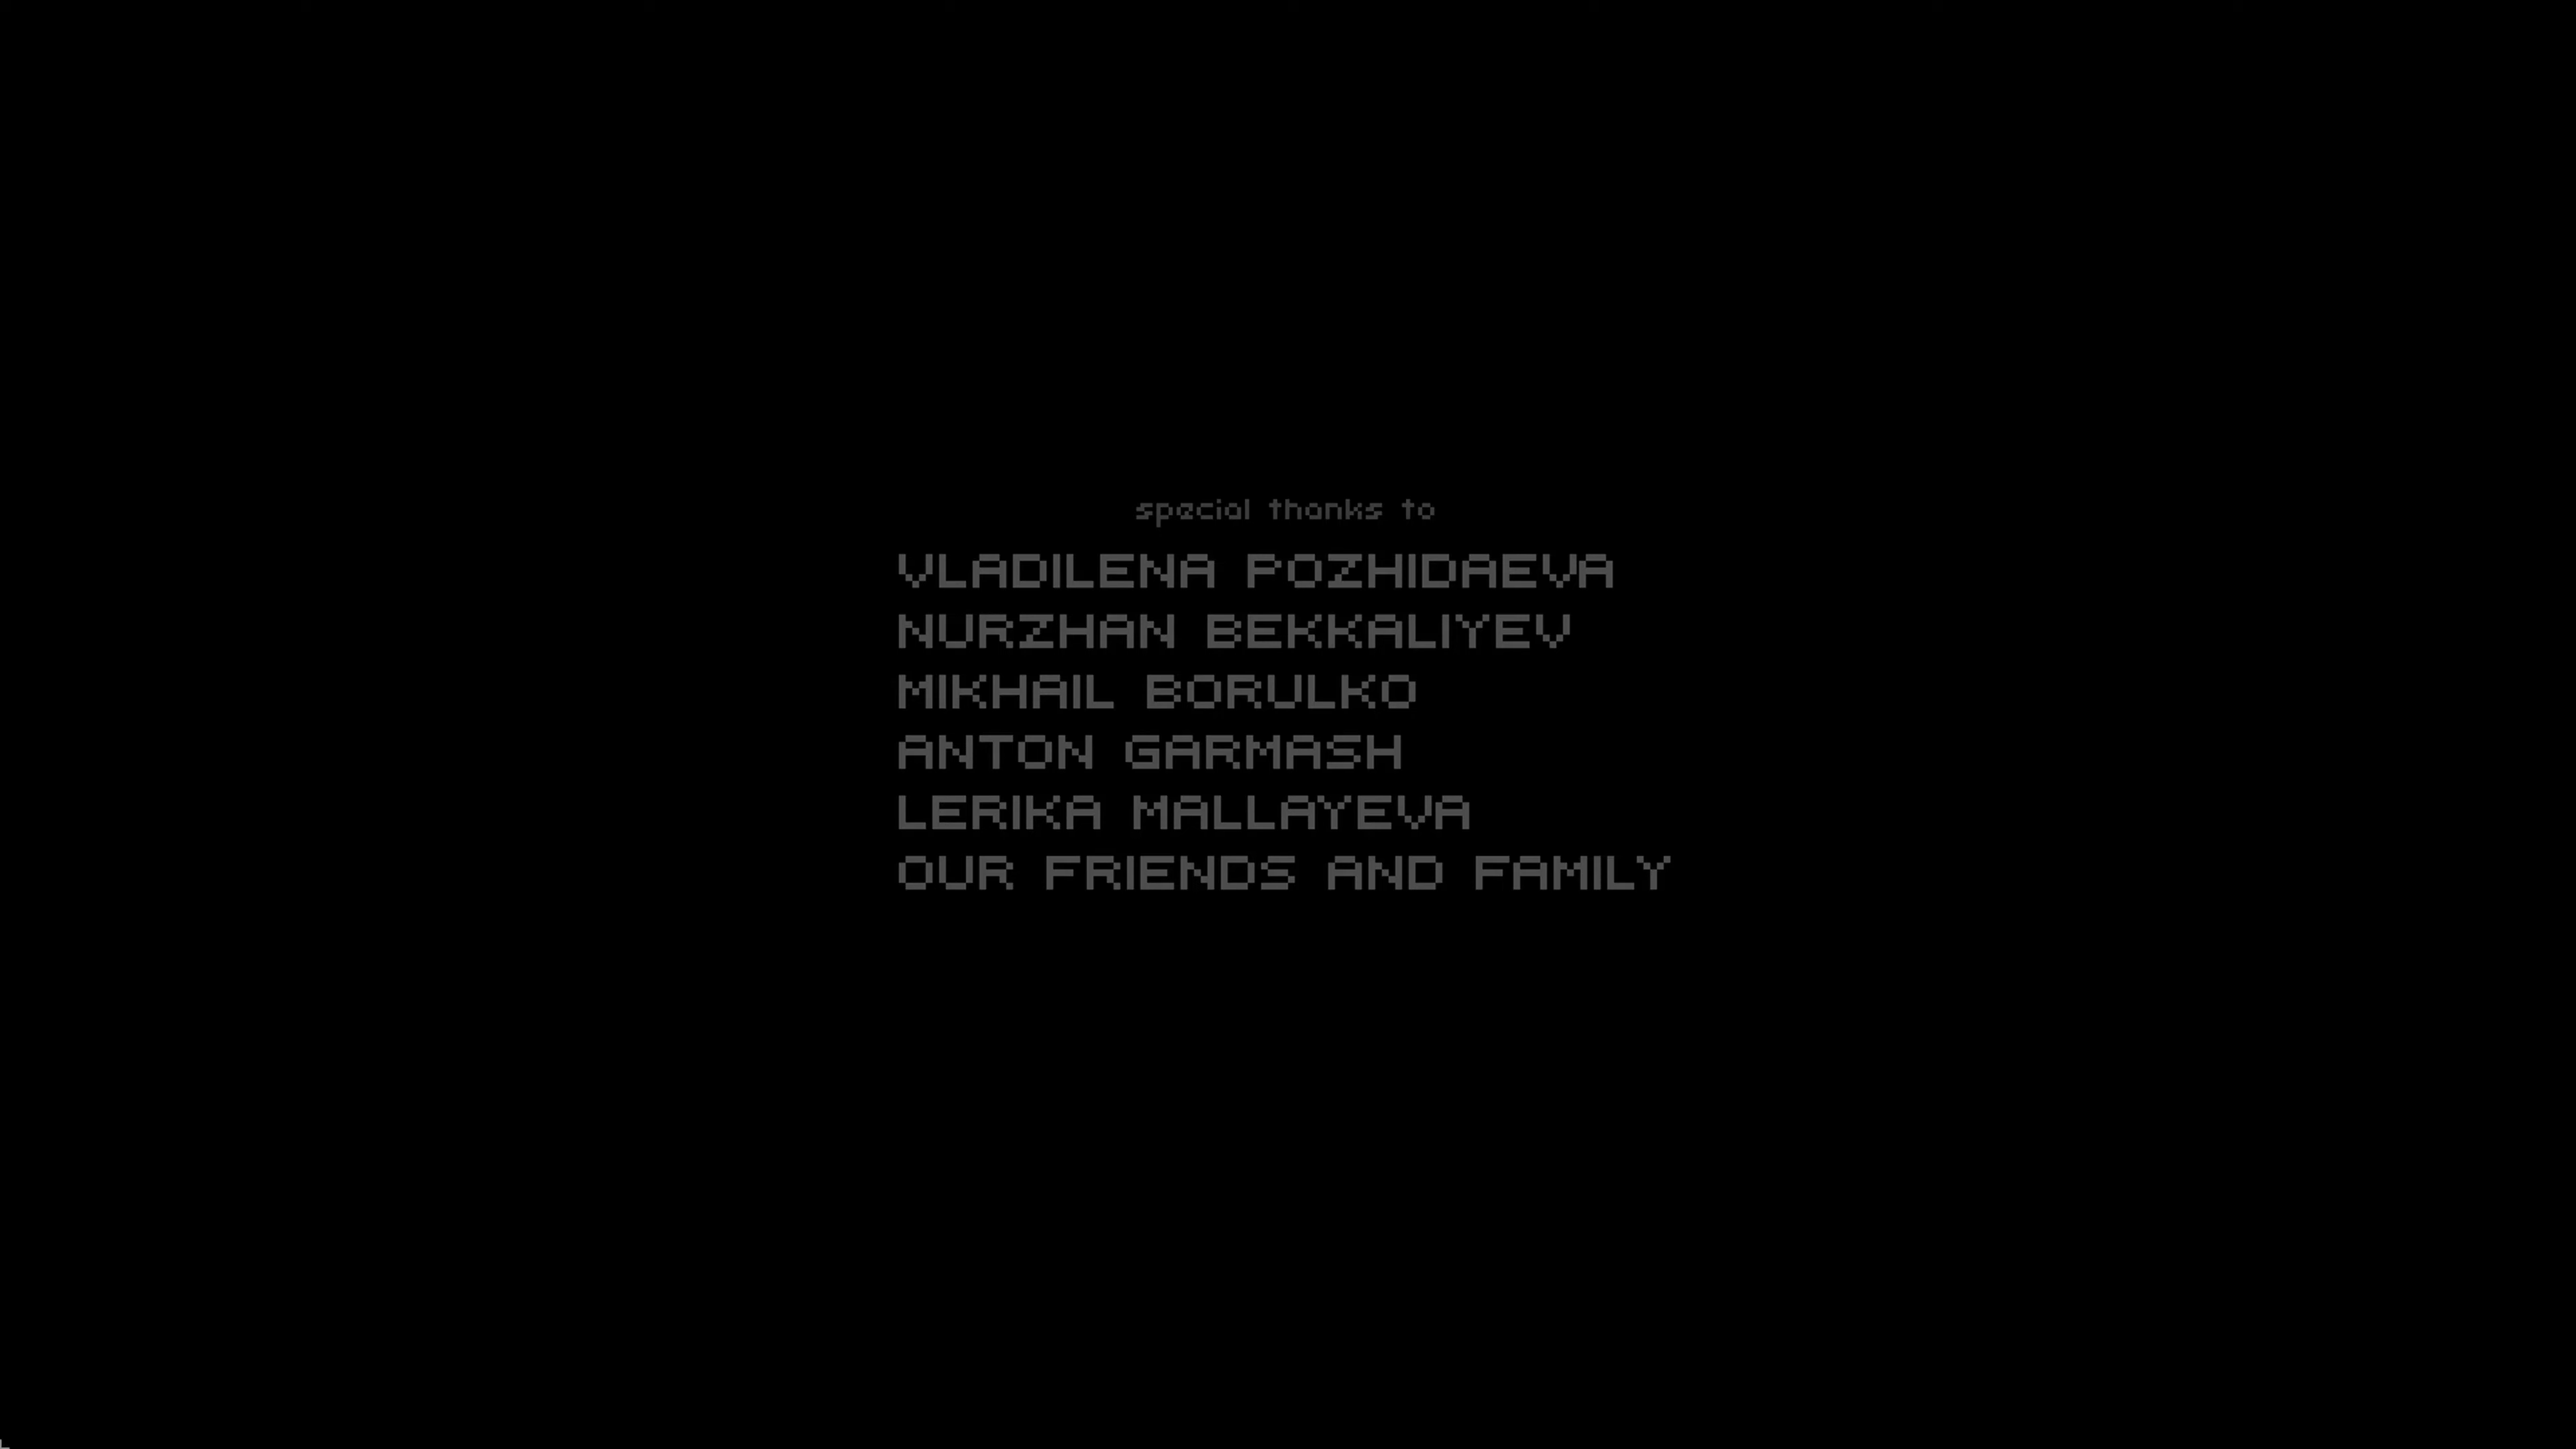 special thanks to
VLADILENA POZHIDAEVA
NURZHAN BEKKALIYEV
MIKHAIL BORULKO
ANTON GARMASH
LERIKA MALLAYEVA
OUR FRIENDS AND FAMILY